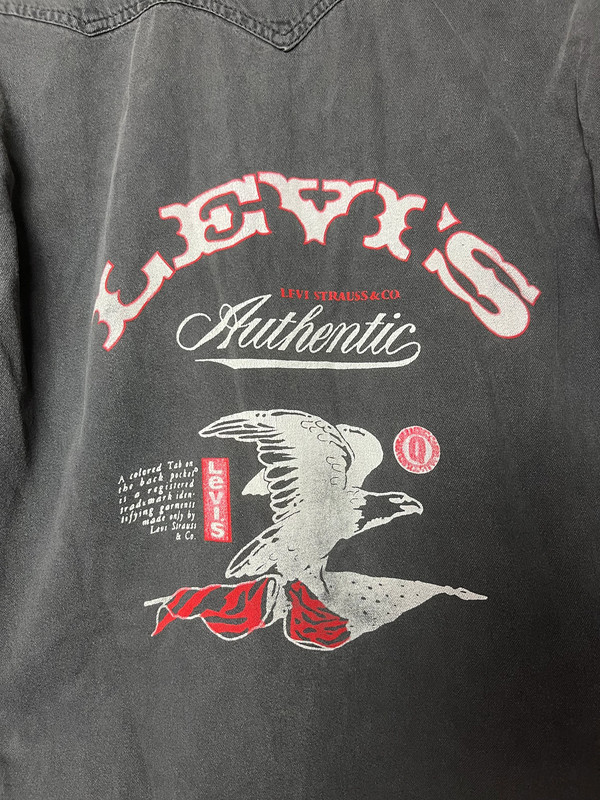 LEVI'S
LEVI STRAUSS & CO.
Authentic
A colored Tab on
the back pocket
is a registered
trademark iden-
tifying garments
made only by
Levi Strauss
& Co.
LEVI'S